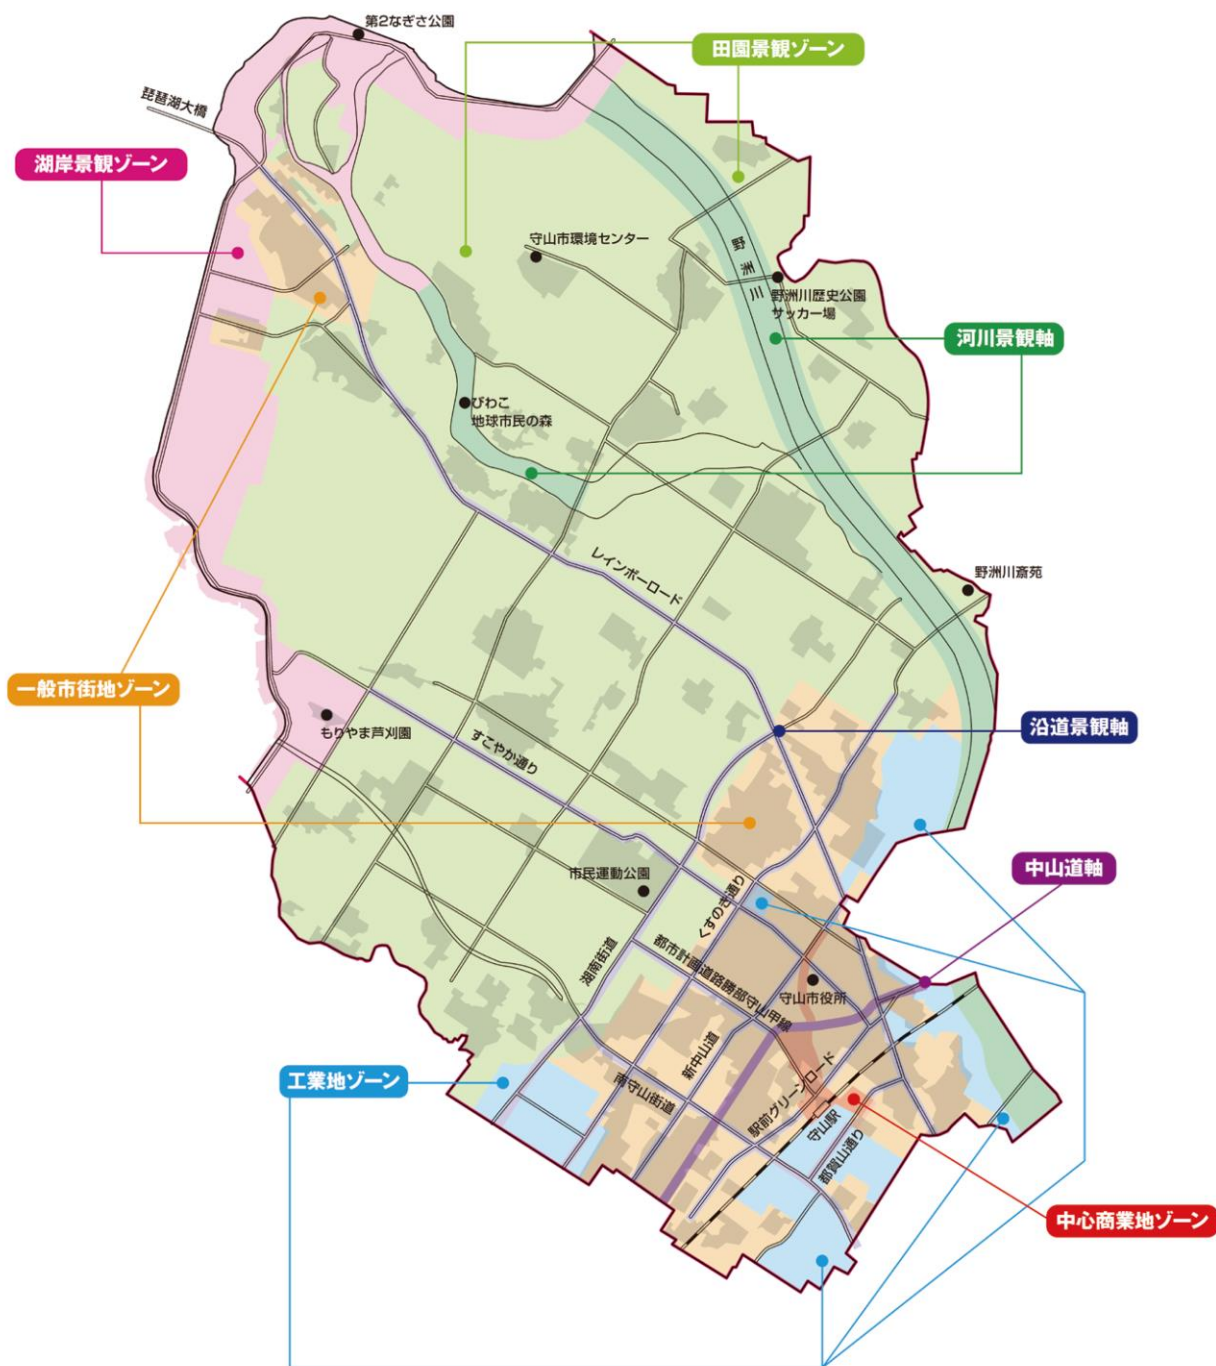 第2なぎさ公園
田園景観ゾーン
琵琶湖大橋
湖岸景観ゾーン
守山市環境センター
野洲川
野洲川歴史公園
サッカー場
河川景観軸
びわこ
地球市民の森
レインボーロード
野洲川斎苑
一般市街地ゾーン
もりやま芦刈園
すこやか通り
沿道景観軸
市民運動公園
くすのき通り
中山道軸
湖南街道
都市計画道路勝部守山甲線
守山市役所
工業地ゾーン
新中山道
南守山街道
駅前グリーンロード
守山駅
都賀山通り
中心商業地ゾーン